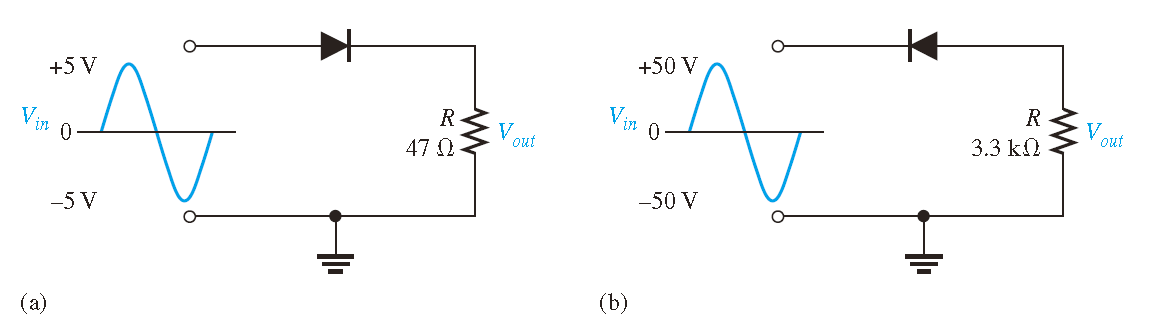 +5 V
V_in 0
−5 V
R
47 Ω
V_out
(a)
+50 V
V_in 0
−50 V
R
3.3 kΩ
V_out
(b)